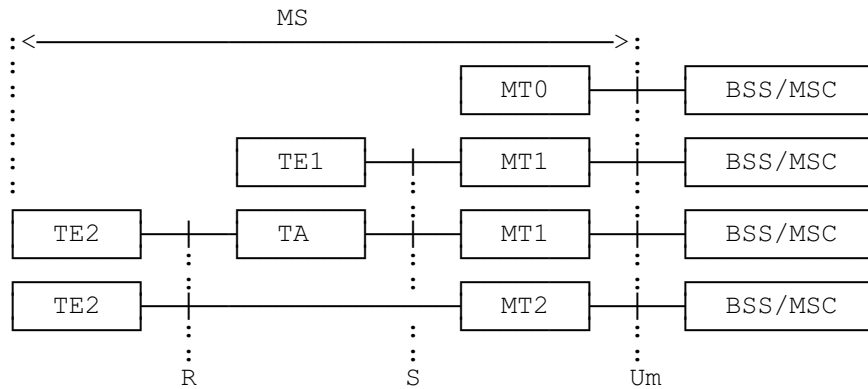 MS
MT0 BSS/MSC
TE1 MT1 BSS/MSC
TE2 TA MT1 BSS/MSC
TE2 MT2 BSS/MSC
R S Um